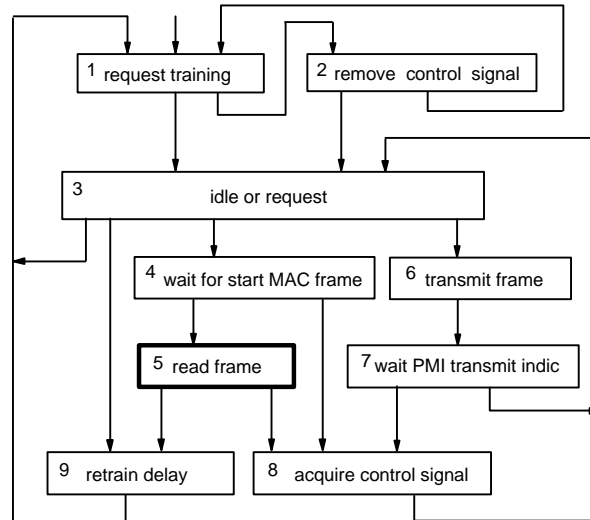 1 request training
2 remove control signal
3 idle or request
4 wait for start MAC frame
6 transmit frame
5 read frame
7 wait PMI transmit indic
9 retrain delay
8 acquire control signal